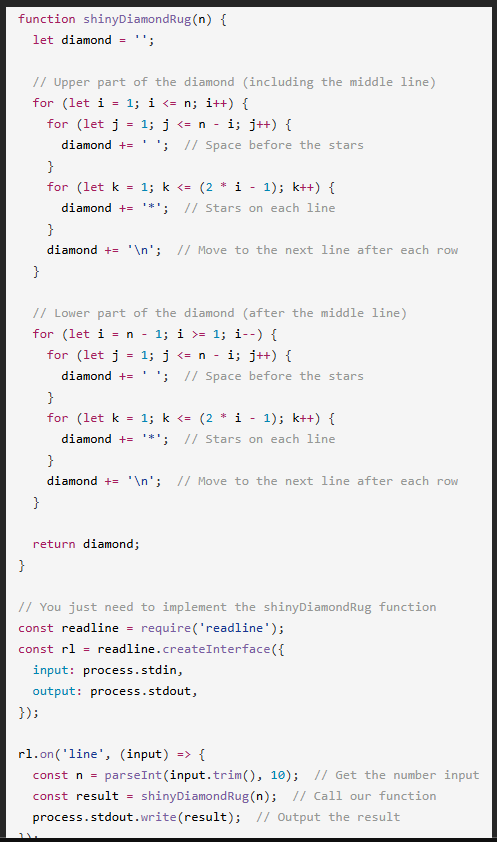 function shinyDiamondRug(n) {
  let diamond = '';

  // Upper part of the diamond (including the middle line)
  for (let i = 1; i <= n; i++) {
    for (let j = 1; j <= n - i; j++) {
      diamond += ' ';  // Space before the stars
    }
    for (let k = 1; k <= (2 * i - 1); k++) {
      diamond += '*';  // Stars on each line
    }
    diamond += '\n';  // Move to the next line after each row
  }

  // Lower part of the diamond (after the middle line)
  for (let i = n - 1; i >= 1; i--) {
    for (let j = 1; j <= n - i; j++) {
      diamond += ' ';  // Space before the stars
    }
    for (let k = 1; k <= (2 * i - 1); k++) {
      diamond += '*';  // Stars on each line
    }
    diamond += '\n';  // Move to the next line after each row
  }

  return diamond;
}

// You just need to implement the shinyDiamondRug function
const readline = require('readline');
const rl = readline.createInterface({
  input: process.stdin,
  output: process.stdout,
});

rl.on('line', (input) => {
  const n = parseInt(input.trim(), 10);  // Get the number input
  const result = shinyDiamondRug(n);  // Call our function
  process.stdout.write(result);  // Output the result
});